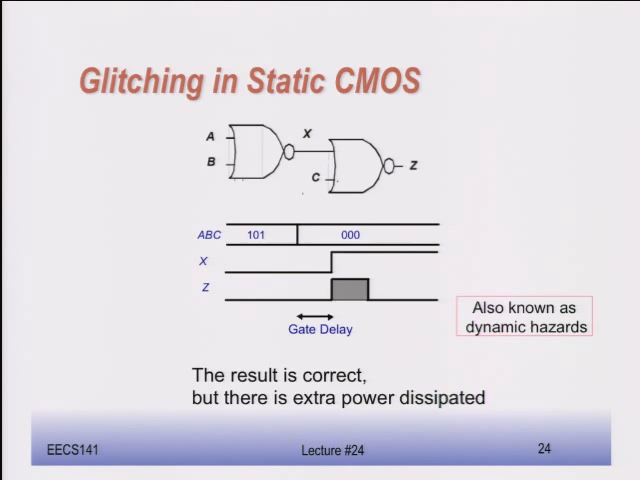 Glitching in Static CMOS
A
B
X
C
Z
ABC 101 000
X
Z
Gate Delay
Also known as
dynamic hazards
The result is correct,
but there is extra power dissipated
EECS141 Lecture #24 24